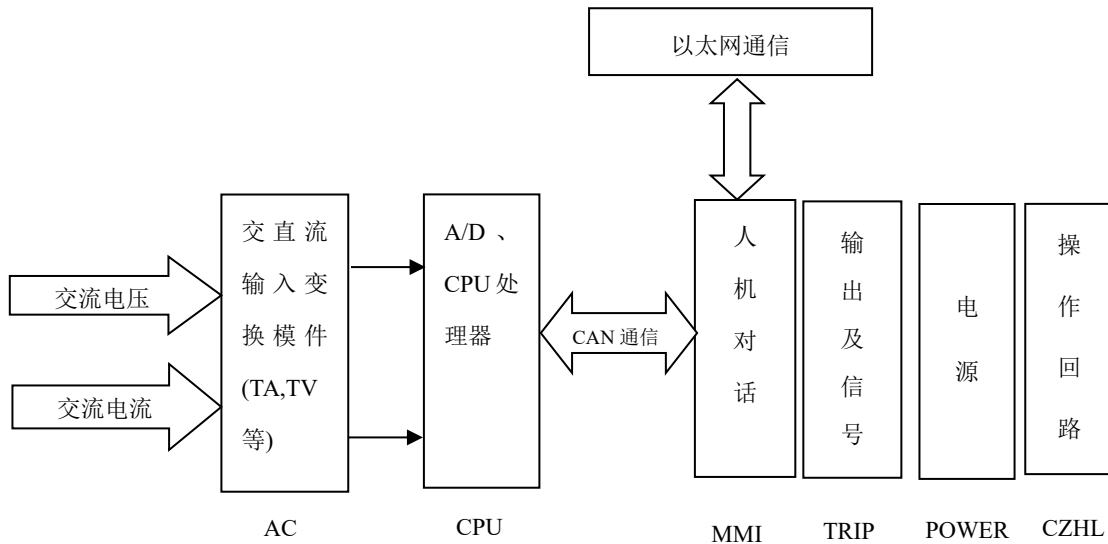 以太网通信
交流电压
交流电流
交直流
输入变
换模件
(TA,TV
等)
A/D 、
CPU 处
理器
CAN 通信
人
机
对
话
输
出
及
信
号
电
源
操
作
回
路
AC
CPU
MMI
TRIP
POWER
CZHL